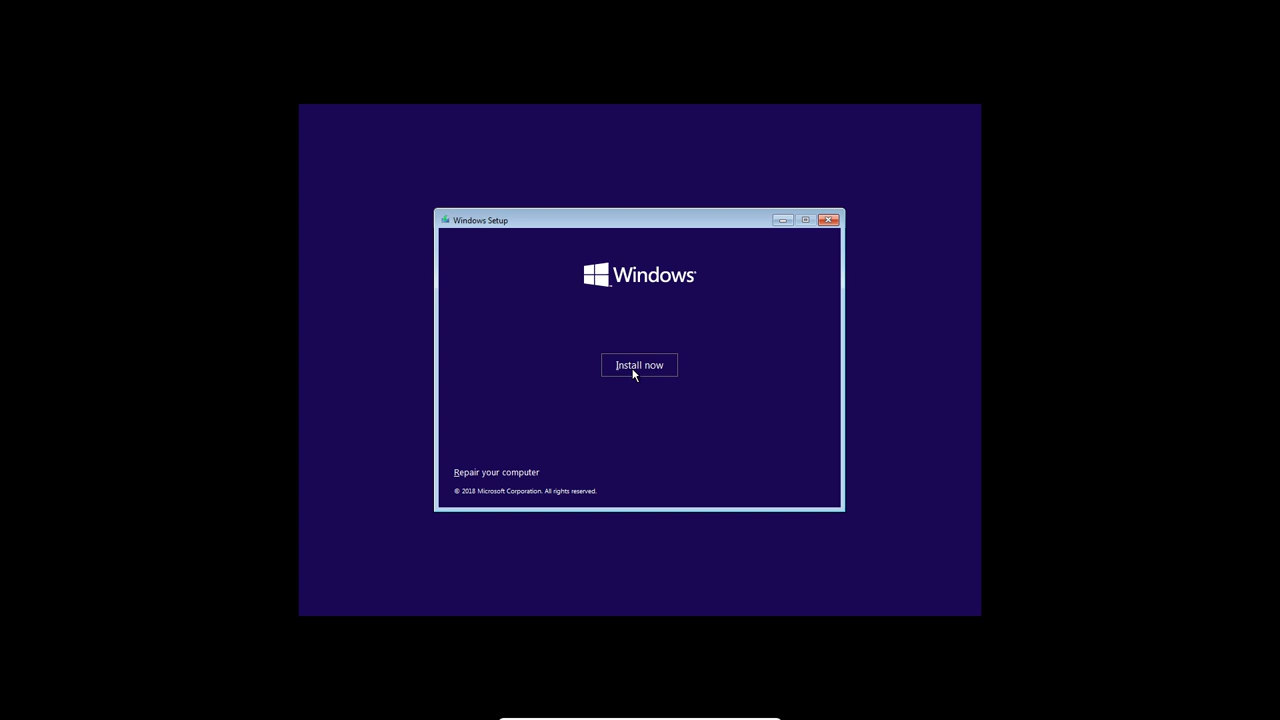 Windows Setup
Windows
Install now
Repair your computer
© 2018 Microsoft Corporation. All rights reserved.